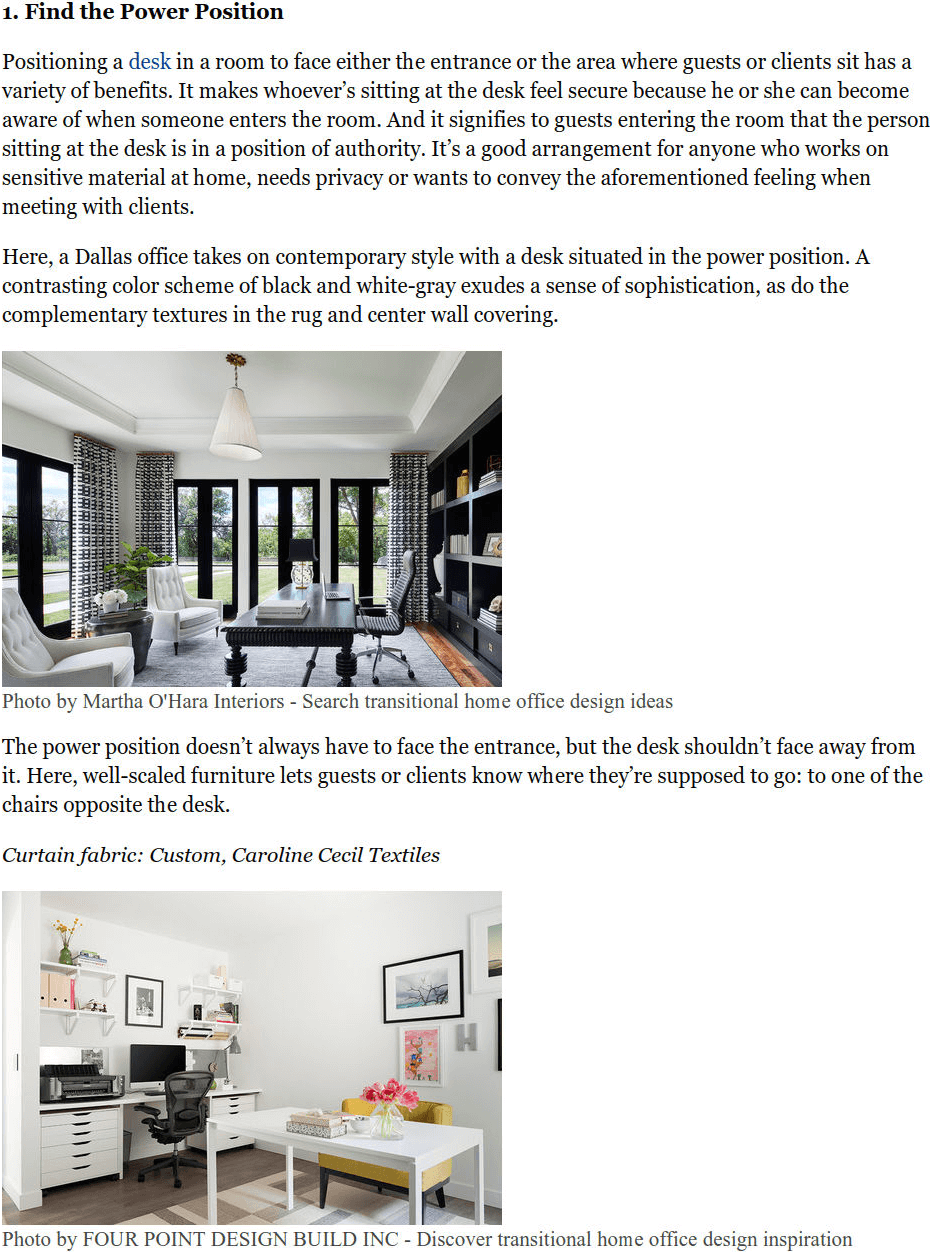 1. Find the Power Position
Positioning a desk in a room to face either the entrance or the area where guests or clients sit has a
variety of benefits. It makes whoever’s sitting at the desk feel secure because he or she can become
aware of when someone enters the room. And it signifies to guests entering the room that the person
sitting at the desk is in a position of authority. It’s a good arrangement for anyone who works on
sensitive material at home, needs privacy or wants to convey the aforementioned feeling when
meeting with clients.
Here, a Dallas office takes on contemporary style with a desk situated in the power position. A
contrasting color scheme of black and white-gray exudes a sense of sophistication, as do the
complementary textures in the rug and center wall covering.
Photo by Martha O'Hara Interiors - Search transitional home office design ideas
The power position doesn’t always have to face the entrance, but the desk shouldn’t face away from
it. Here, well-scaled furniture lets guests or clients know where they’re supposed to go: to one of the
chairs opposite the desk.
Curtain fabric: Custom, Caroline Cecil Textiles
H
Photo by FOUR POINT DESIGN BUILD INC - Discover transitional home office design inspiration